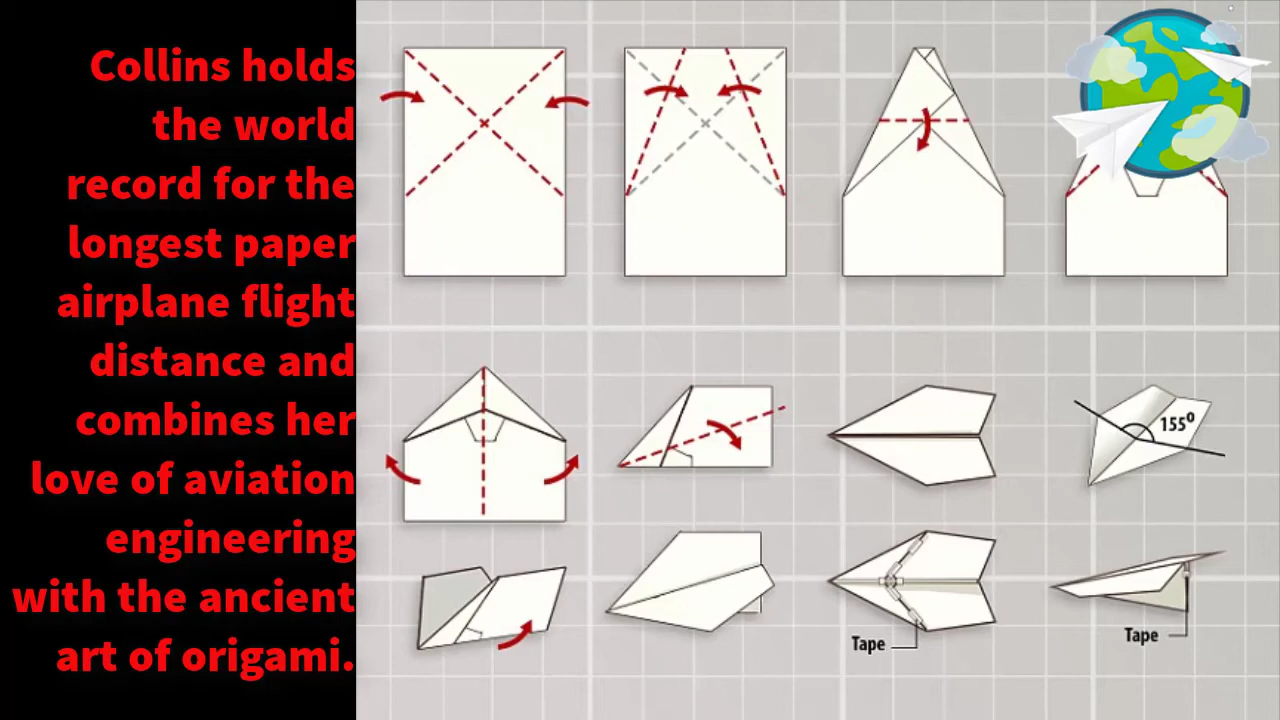 Collins holds
the world
record for the
longest paper
airplane flight
distance and
combines her
love of aviation
engineering
with the ancient
art of origami.
155º
Tape
Tape